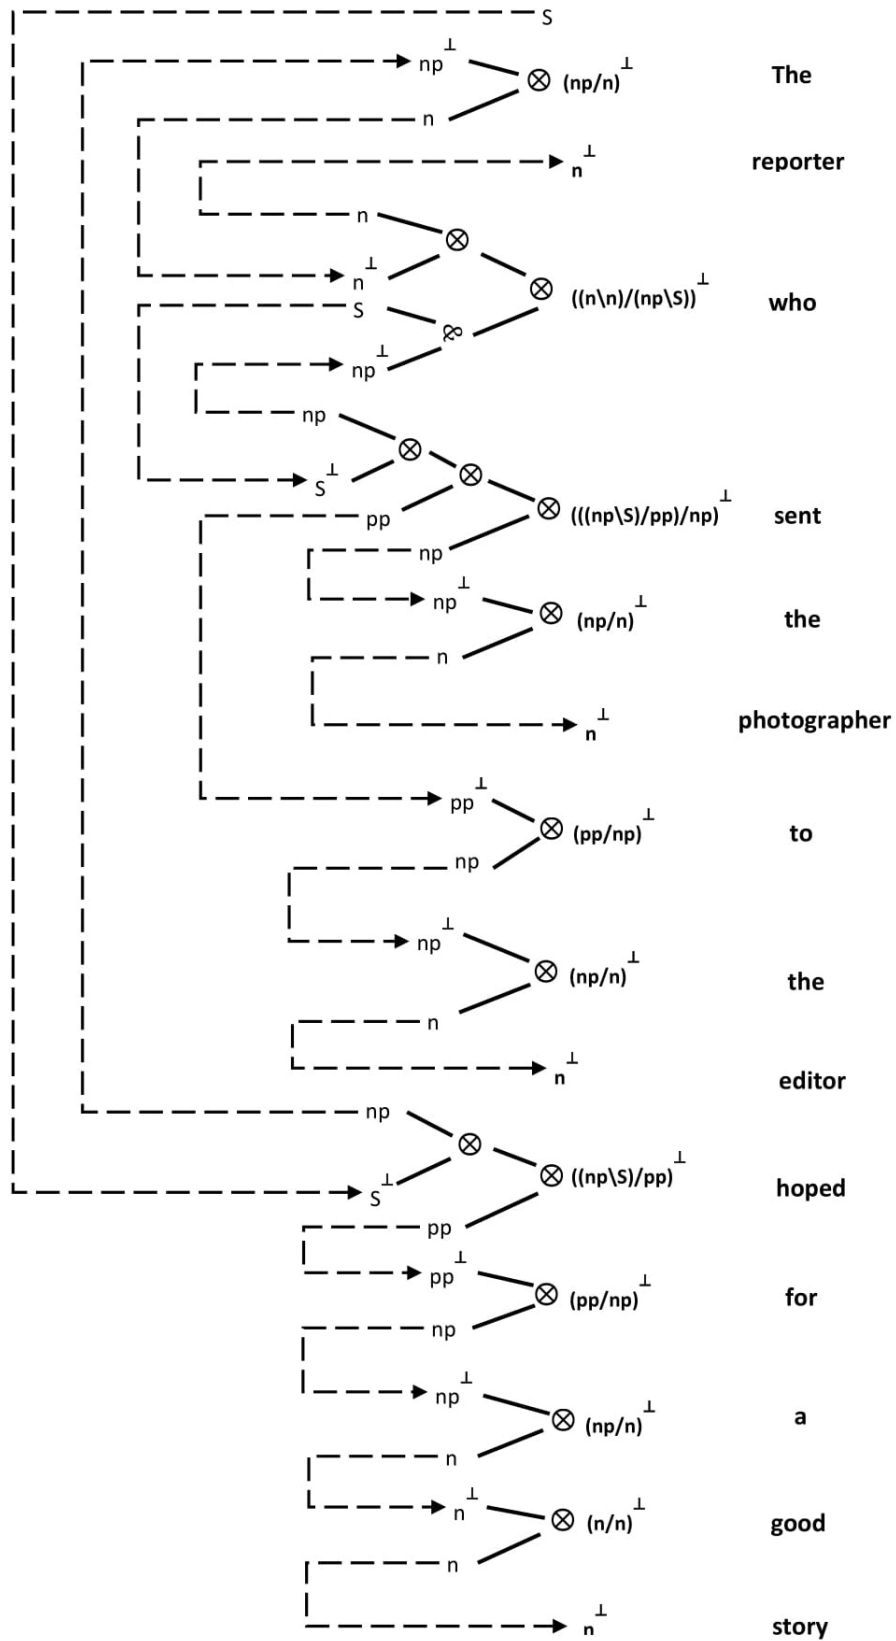 S
np⊥
⊗ (np/n)⊥ The
n
n⊥ reporter
n
⊗
n⊥
⊗ ((n\n)/(np\S))⊥ who
S
&
np⊥
np
⊗
S⊥
⊗
⊗ (((np\S)/pp)/np)⊥ sent
pp
np
np⊥
⊗ (np/n)⊥ the
n
n⊥ photographer
pp⊥
⊗ (pp/np)⊥ to
np
np⊥
⊗ (np/n)⊥ the
n
n⊥ editor
np
⊗
⊗ ((np\S)/pp)⊥ hoped
S⊥
pp
pp⊥
⊗ (pp/np)⊥ for
np
np⊥
⊗ (np/n)⊥ a
n
n⊥
⊗ (n/n)⊥ good
n
n⊥ story